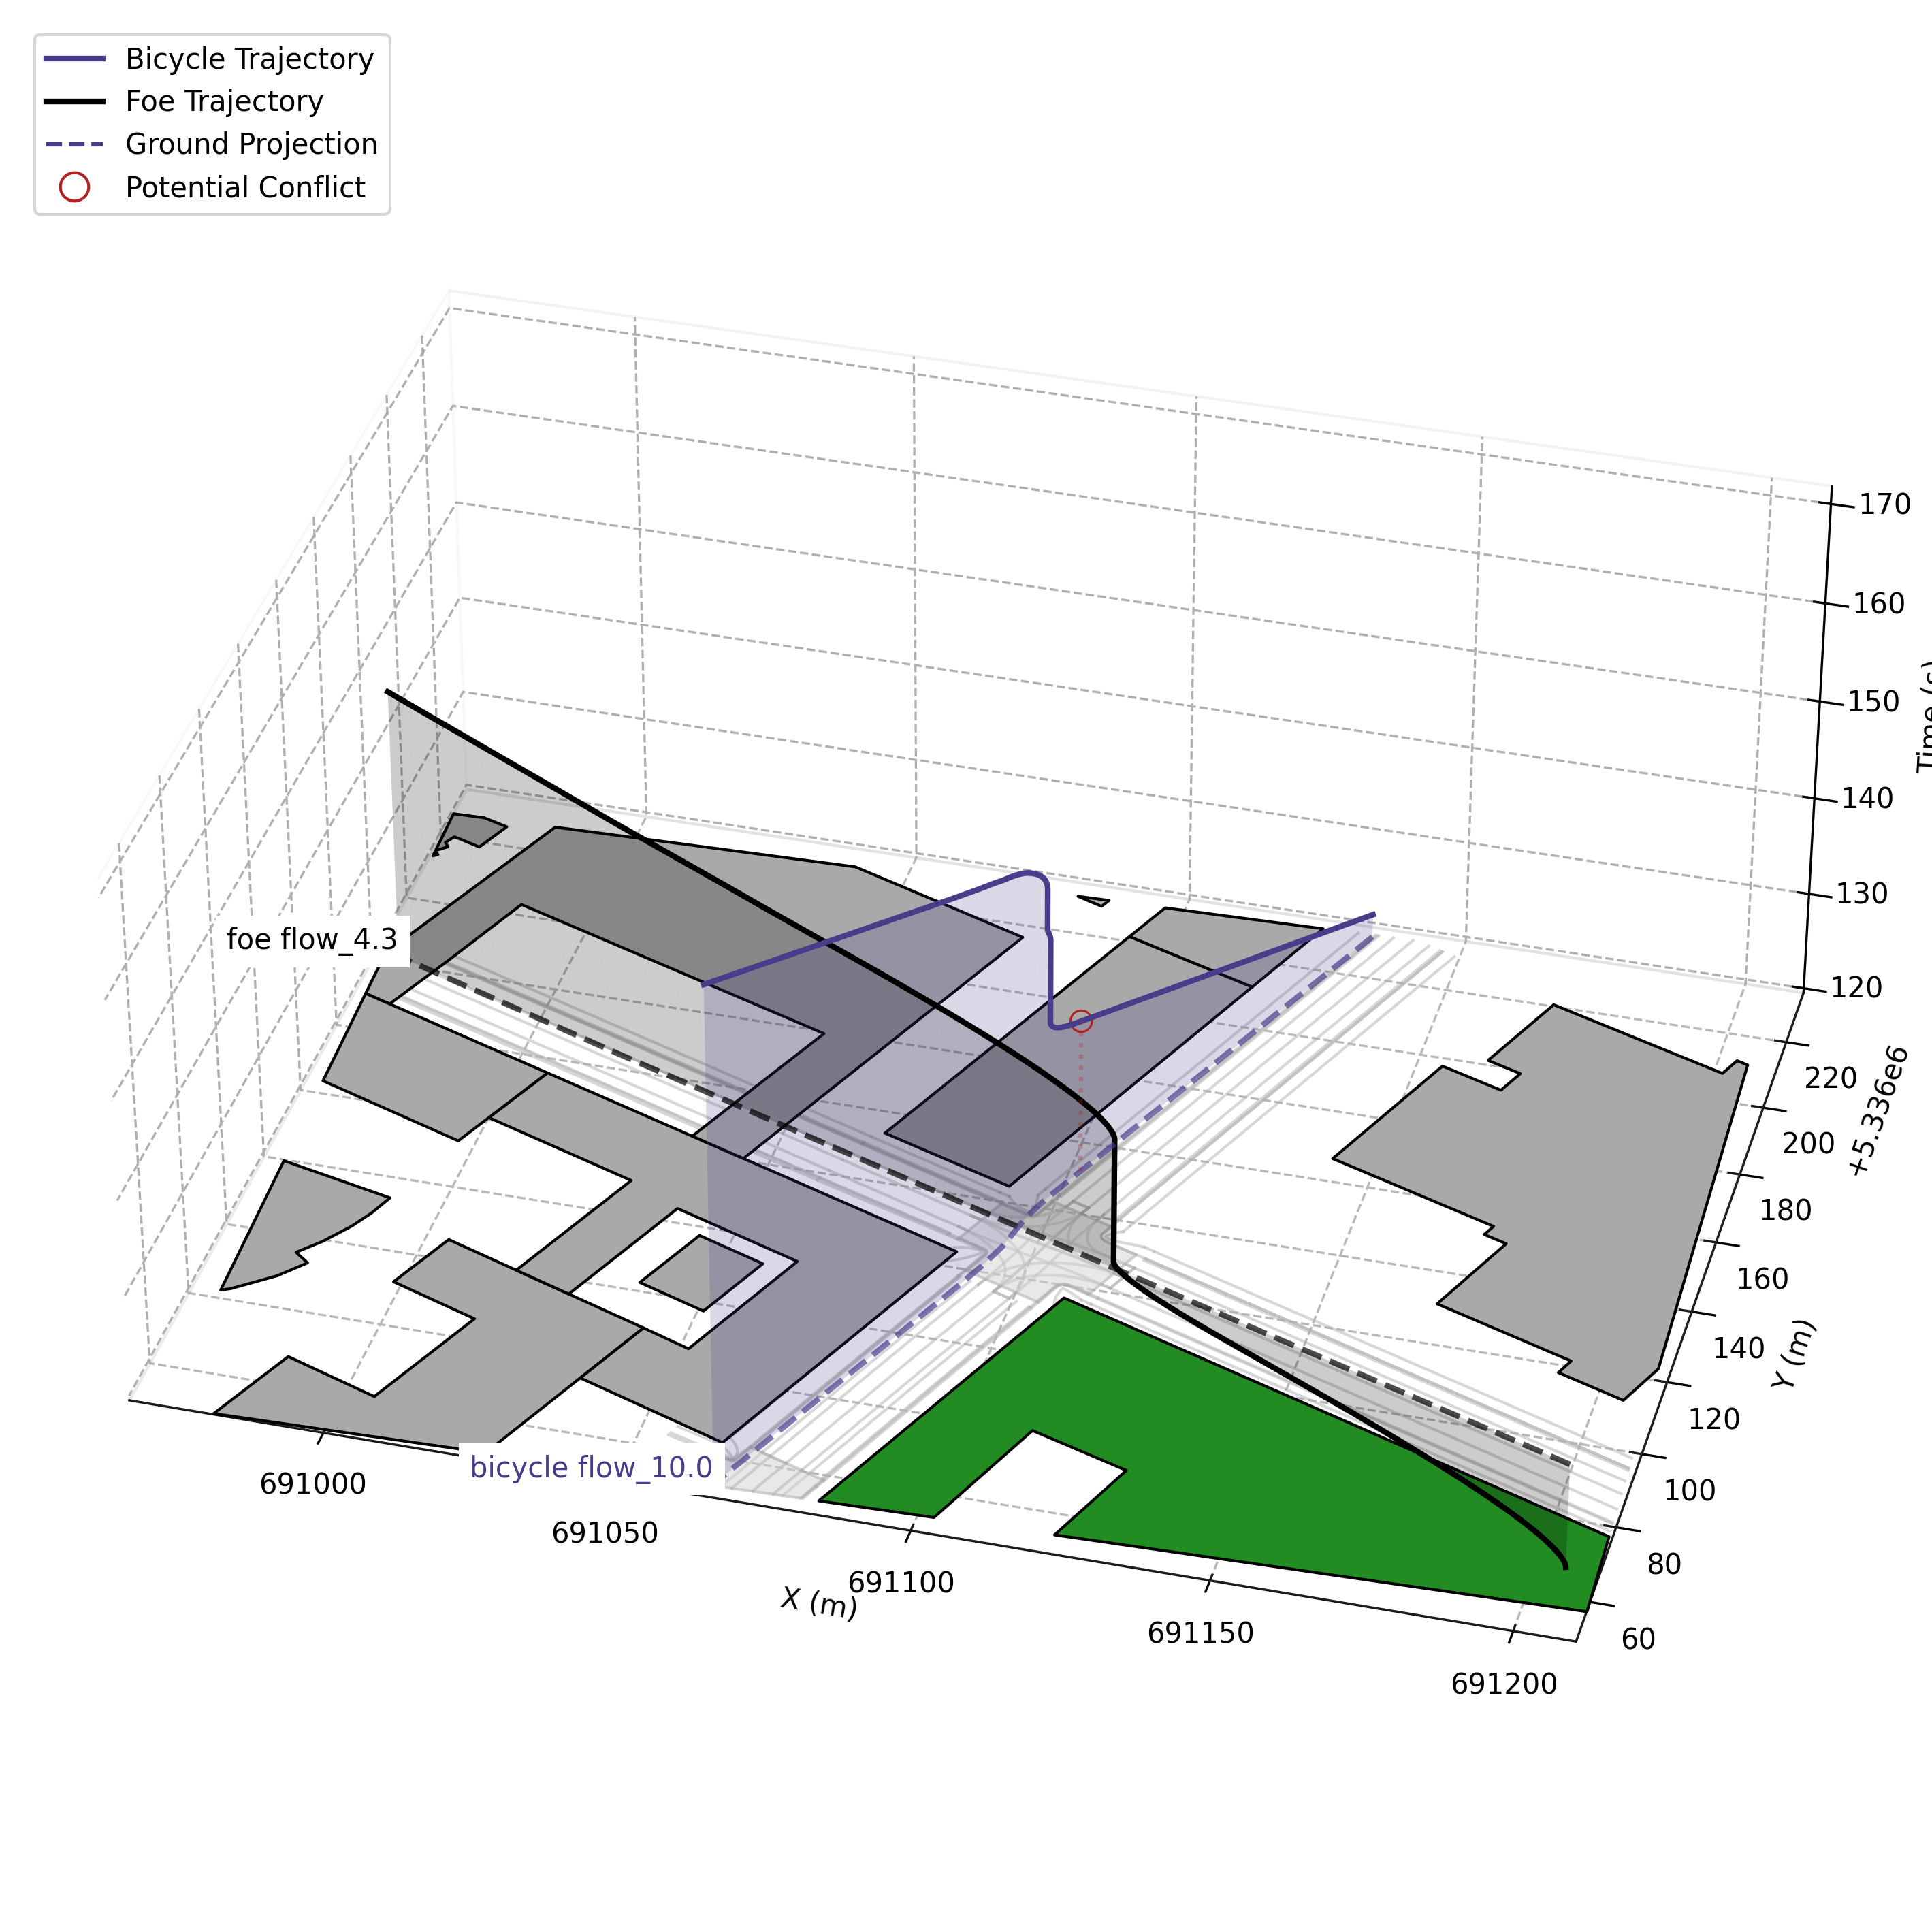 Bicycle Trajectory
Foe Trajectory
Ground Projection
Potential Conflict
170
160
150
140
130
120
Time (s)
+5.336e6
220
200
180
160
140
120
100
80
60
Y (m)
foe flow_4.3
bicycle flow_10.0
691000
691050
691100
691150
691200
X (m)